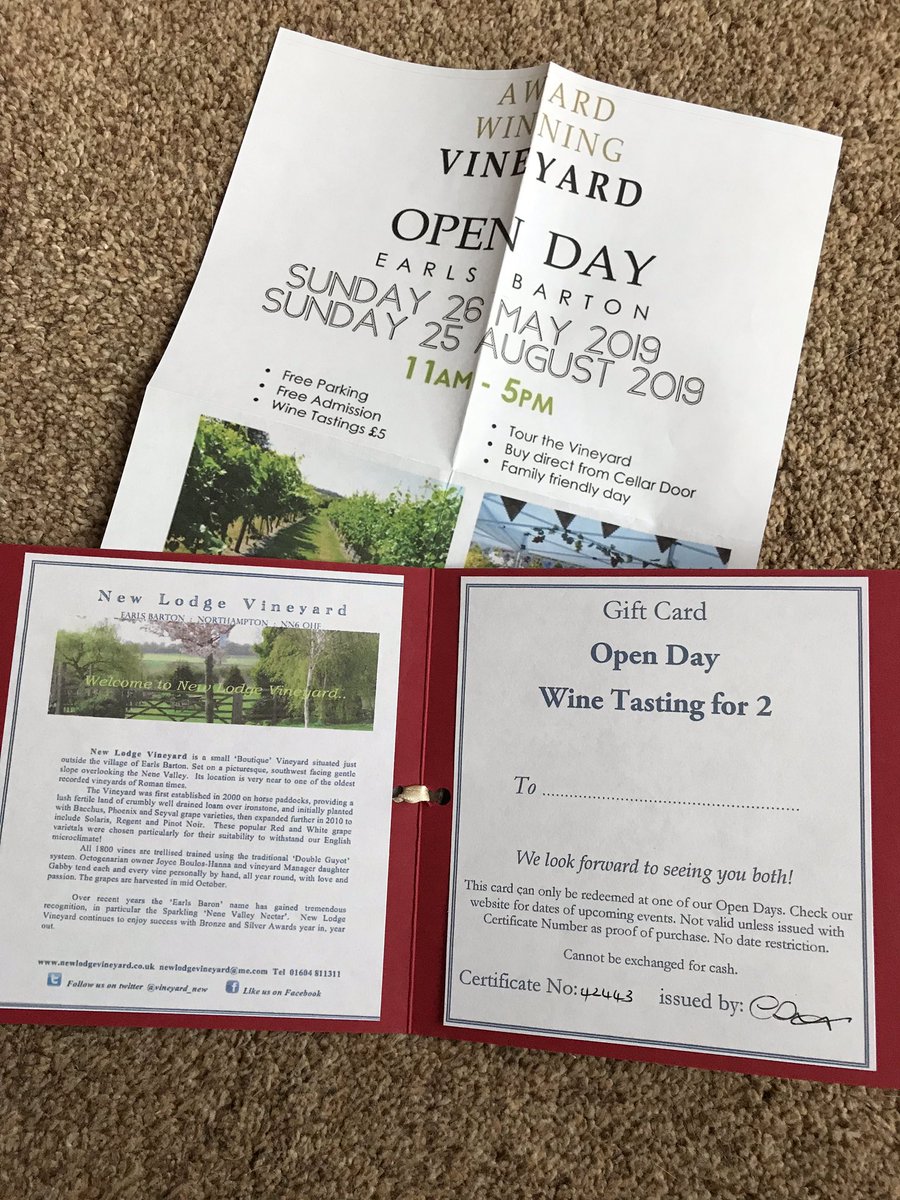 AWARD
WINNING
VINEYARD
OPEN DAY
EARLS BARTON
SUNDAY 26 MAY 2019
SUNDAY 25 AUGUST 2019
11AM - 5PM
• Free Parking
• Free Admission
• Wine Tastings £5
• Tour the Vineyard
• Buy direct from Cellar Door
• Family friendly day
New Lodge Vineyard
EARLS BARTON · NORTHAMPTON · NN6 0HF
Welcome to New Lodge Vineyard..
New Lodge Vineyard is a small 'Boutique' Vineyard situated just
outside the village of Earls Barton. Set on a picturesque, southwest facing gentle
slope overlooking the Nene Valley. Its location is very near to one of the oldest
recorded vineyards of Roman times.
The Vineyard was first established in 2000 on horse paddocks, providing a
lush fertile land of crumbly well drained loam over ironstone, and initially planted
with Bacchus, Phoenix and Seyval grape varieties, then expanded further in 2010 to
include Solaris, Regent and Pinot Noir. These popular Red and White grape
varietals were chosen particularly for their suitability to withstand our English
microclimate!
All 1800 vines are trellised trained using the traditional 'Double Guyot'
system. Octogenarian owner Joyce Boulos-Hanna and vineyard Manager daughter
Gabby tend each and every vine personally by hand, all year round, with love and
passion. The grapes are harvested in mid October.
Over recent years the 'Earls Baron' name has gained tremendous
recognition, in particular the Sparkling 'Nene Valley Nectar'. New Lodge
Vineyard continues to enjoy success with Bronze and Silver Awards year in, year
out.
www.newlodgevineyard.co.uk newlodgevineyard@me.com Tel 01604 811311
Follow us on twitter @vineyard_new
Like us on Facebook
Gift Card
Open Day
Wine Tasting for 2
To ............................................................
We look forward to seeing you both!
This card can only be redeemed at one of our Open Days. Check our
website for dates of upcoming events. Not valid unless issued with
Certificate Number as proof of purchase. No date restriction.
Cannot be exchanged for cash.
Certificate No: 42443 issued by: